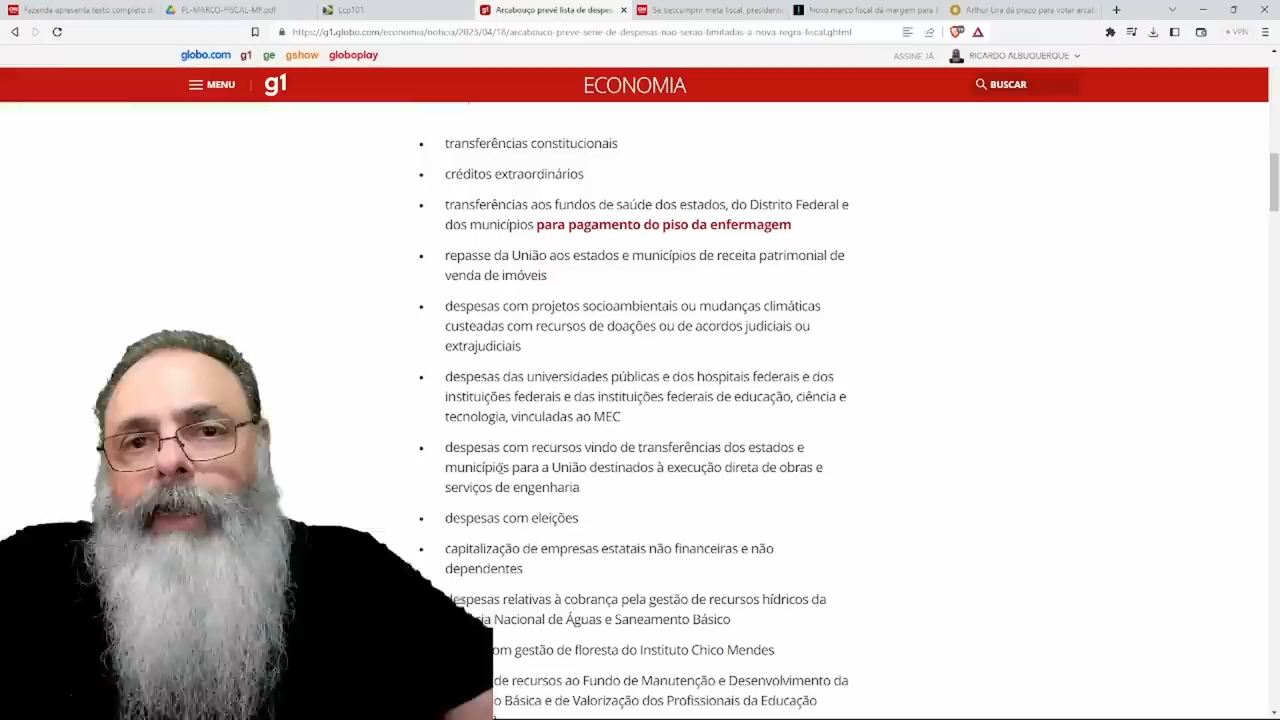 Fazenda apresenta texto completo d
PL-MARCO-FISCAL-MF.pdf
Lcp101
Arcabouço prevê lista de despes
Se descumprir meta fiscal, president
Novo marco fiscal dá margem para
Arthur Lira dá prazo para votar arcab
https://g1.globo.com/economia/noticia/2023/04/18/arcabouco-preve-serie-de-despesas-nao-serao-limitadas-a-nova-regra-fiscal.ghtml
VPN
globo.com g1 ge gshow globoplay
ASSINE JÁ
RICARDO ALBUQUERQUE
MENU
g1
ECONOMIA
BUSCAR
transferências constitucionais
créditos extraordinários
transferências aos fundos de saúde dos estados, do Distrito Federal e
dos municípios para pagamento do piso da enfermagem
repasse da União aos estados e municípios de receita patrimonial de
venda de imóveis
despesas com projetos socioambientais ou mudanças climáticas
custeadas com recursos de doações ou de acordos judiciais ou
extrajudiciais
despesas das universidades públicas e dos hospitais federais e dos
instituições federais e das instituições federais de educação, ciência e
tecnologia, vinculadas ao MEC
despesas com recursos vindo de transferências dos estados e
municípios para a União destinados à execução direta de obras e
serviços de engenharia
despesas com eleições
capitalização de empresas estatais não financeiras e não
dependentes
despesas relativas à cobrança pela gestão de recursos hídricos da
Nacional de Águas e Saneamento Básico
om gestão de floresta do Instituto Chico Mendes
de recursos ao Fundo de Manutenção e Desenvolvimento da
o Básica e de Valorização dos Profissionais da Educação